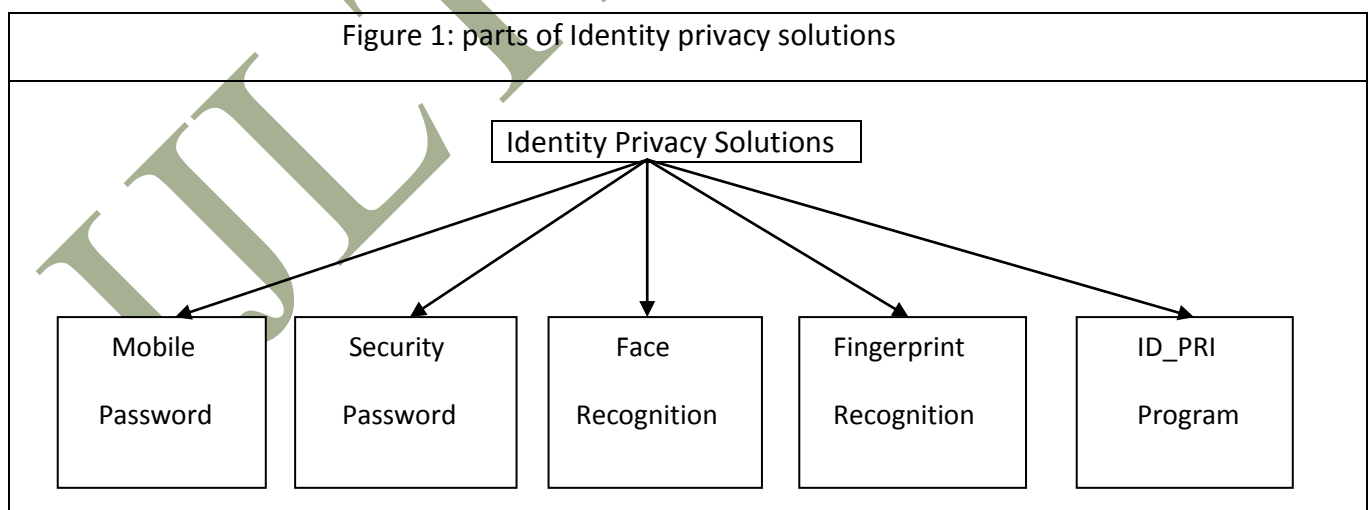 Figure 1: parts of Identity privacy solutions
Identity Privacy Solutions
Mobile
Password
Security
Password
Face
Recognition
Fingerprint
Recognition
ID_PRI
Program